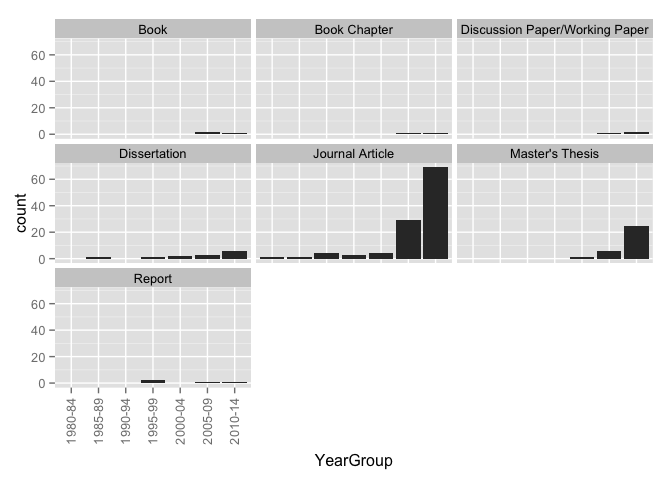 Book
Book Chapter
Discussion Paper/Working Paper
60
40
20
0
Dissertation
Journal Article
Master's Thesis
60
40
20
0
count
Report
60
40
20
0
1980-84
1985-89
1990-94
1995-99
2000-04
2005-09
2010-14
YearGroup